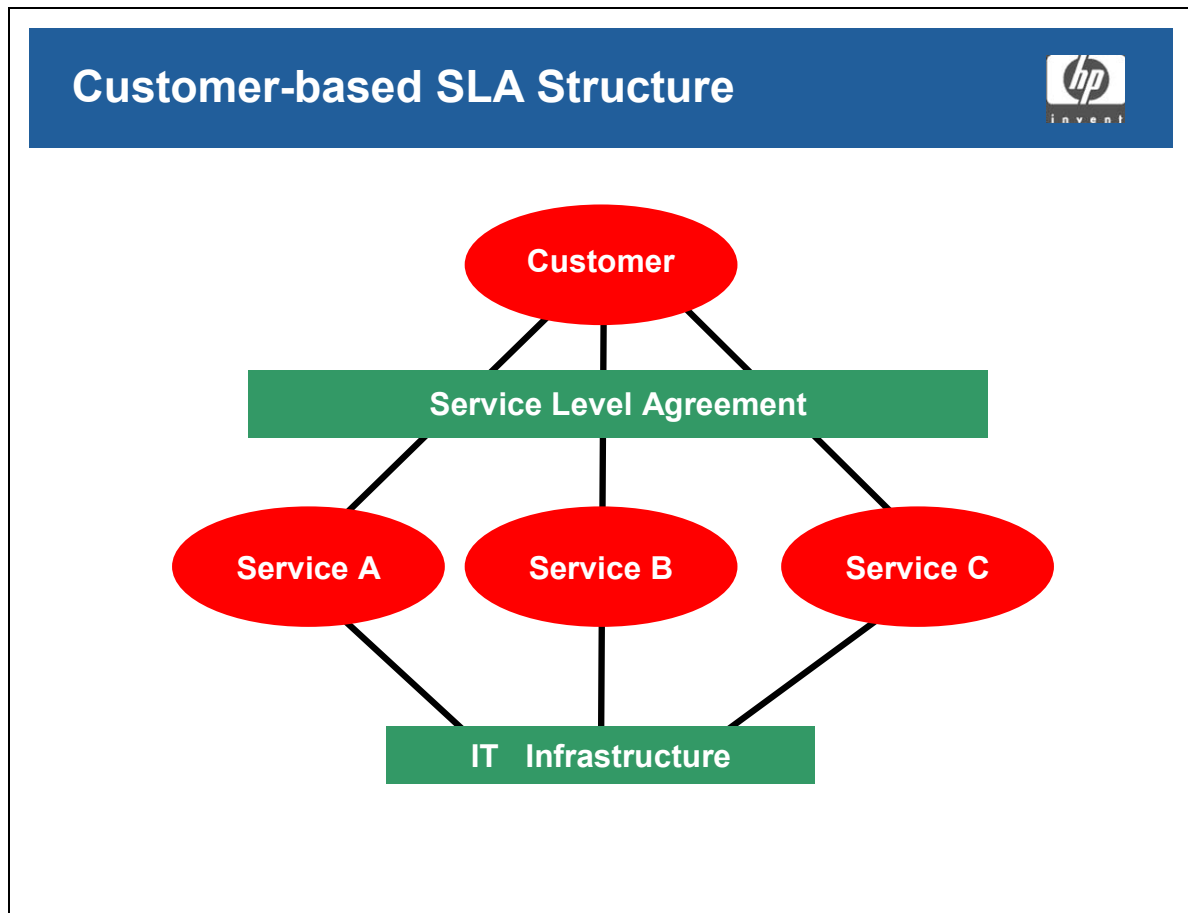 Customer-based SLA Structure
hp
invent
Customer
Service Level Agreement
Service A
Service B
Service C
IT Infrastructure